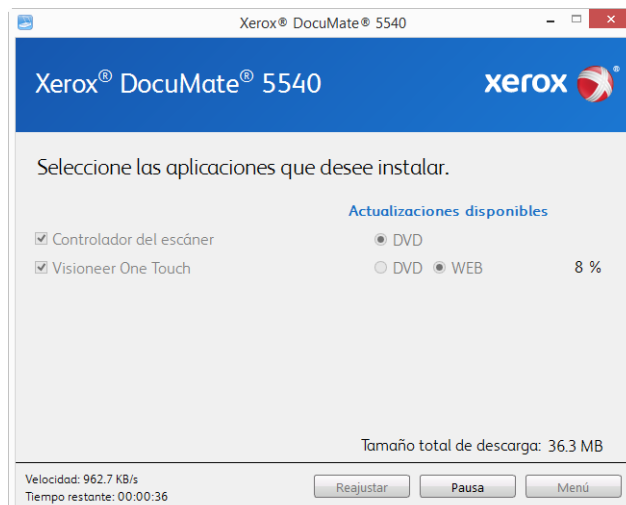 Xerox® DocuMate® 5540
Xerox® DocuMate® 5540
xerox ®
Seleccione las aplicaciones que desee instalar.
Actualizaciones disponibles
Controlador del escáner DVD
Visioneer One Touch DVD WEB 8 %
Tamaño total de descarga: 36.3 MB
Velocidad: 962.7 KB/s
Tiempo restante: 00:00:36
Reajustar Pausa Menú